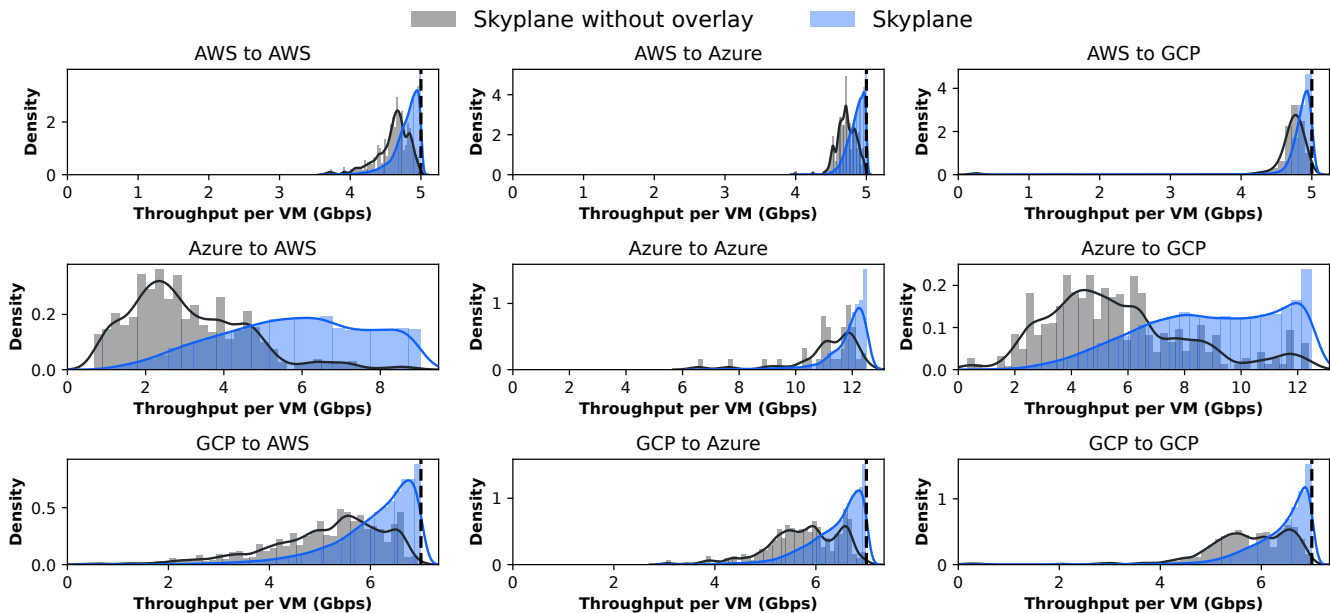 Skyplane without overlay Skyplane
AWS to AWS
Density
2
0
0 1 2 3 4 5
Throughput per VM (Gbps)
AWS to Azure
Density
4
2
0
0 1 2 3 4 5
Throughput per VM (Gbps)
AWS to GCP
Density
4
2
0
0 1 2 3 4 5
Throughput per VM (Gbps)
Azure to AWS
Density
0.2
0.0
0 2 4 6 8
Throughput per VM (Gbps)
Azure to Azure
Density
1
0
0 2 4 6 8 10 12
Throughput per VM (Gbps)
Azure to GCP
Density
0.2
0.1
0.0
0 2 4 6 8 10 12
Throughput per VM (Gbps)
GCP to AWS
Density
0.5
0.0
0 2 4 6
Throughput per VM (Gbps)
GCP to Azure
Density
1
0
0 2 4 6
Throughput per VM (Gbps)
GCP to GCP
Density
1
0
0 2 4 6
Throughput per VM (Gbps)